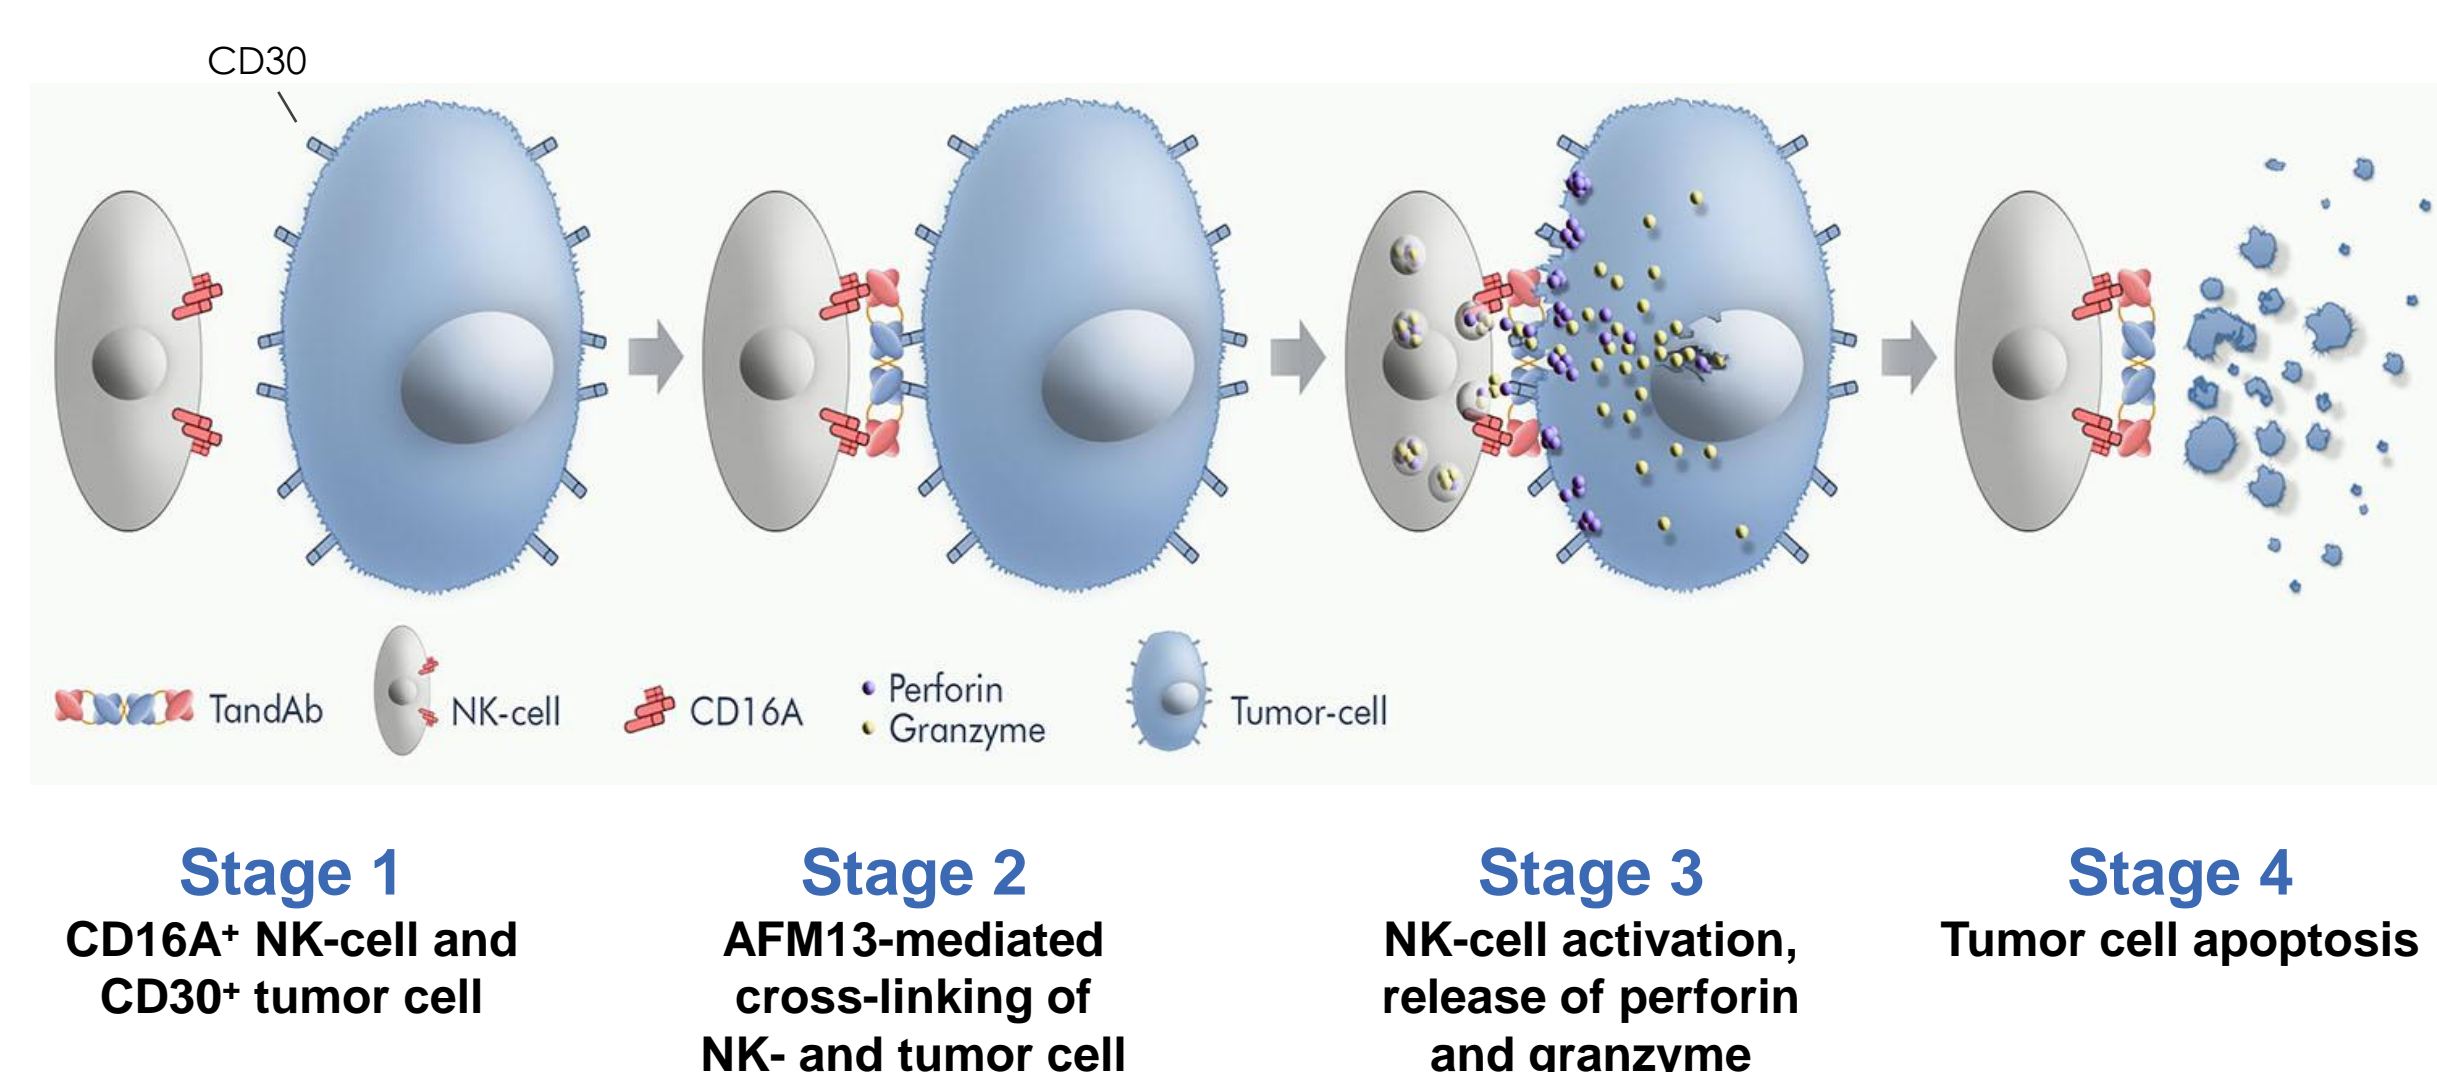 CD30
TandAb
NK-cell
CD16A
Perforin
Granzyme
Tumor-cell
Stage 1
CD16A⁺ NK-cell and
CD30⁺ tumor cell
Stage 2
AFM13-mediated
cross-linking of
NK- and tumor cell
Stage 3
NK-cell activation,
release of perforin
and granzyme
Stage 4
Tumor cell apoptosis